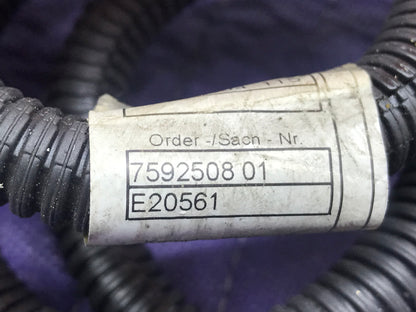 Order -/Sach - Nr.
7592508 01
E20561